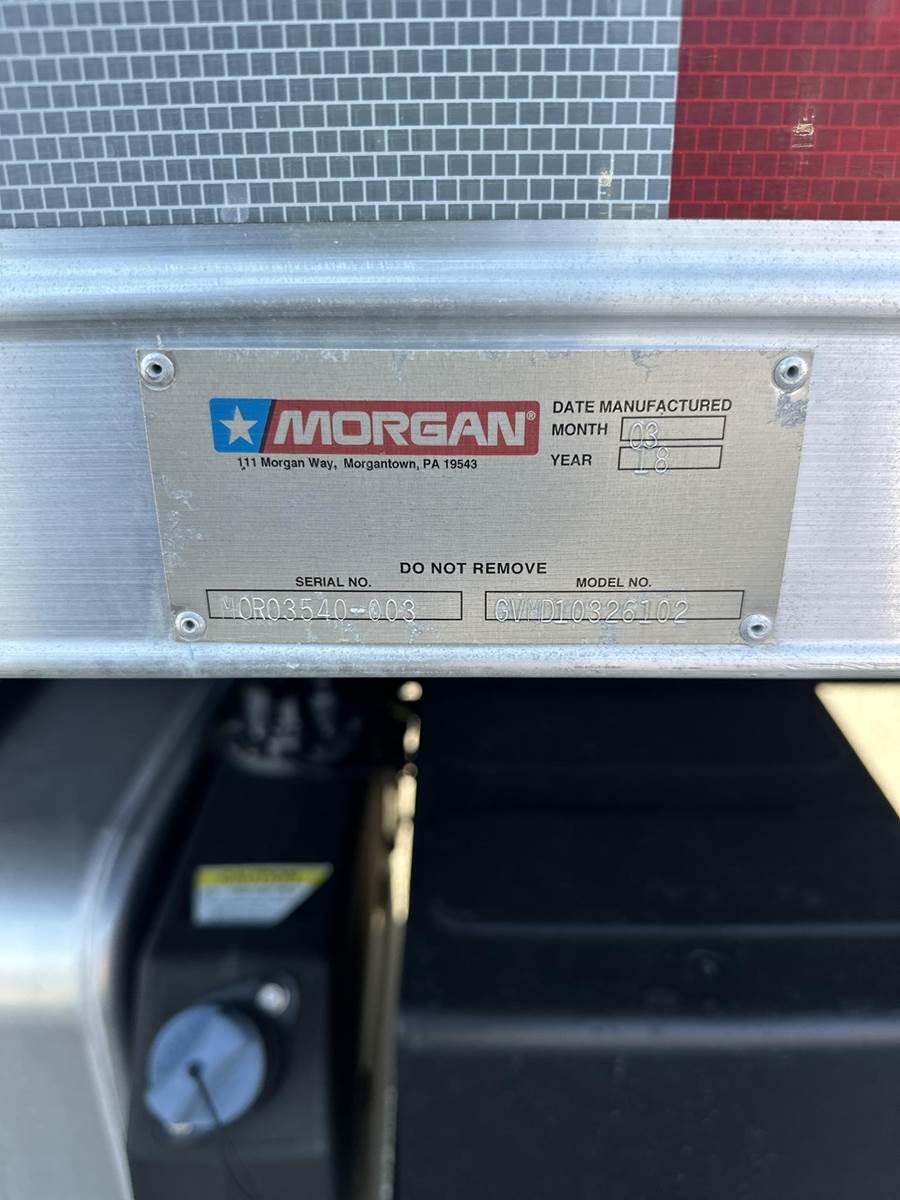 MORGAN®
111 Morgan Way, Morgantown, PA 19543
DATE MANUFACTURED
MONTH 03
YEAR 18
DO NOT REMOVE
SERIAL NO. MODEL NO.
MOR03540-003 GVMD10326102